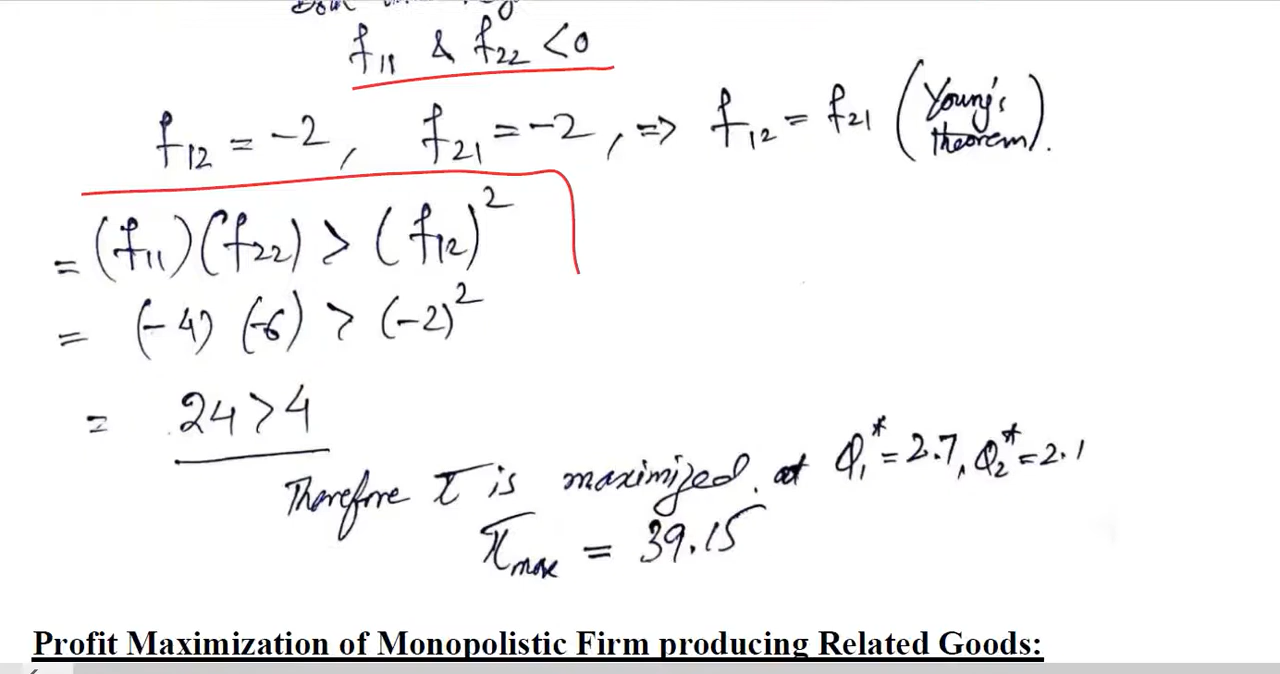 f₁₁ & f₂₂ <0
f₁₂ = -2, f₂₁ = -2, => f₁₂ = f₂₁ (Young's theorem).
= (f₁₁)(f₂₂) > (f₁₂)²
= (-4) (-6) > (-2)²
= 24>4
Therefore π is maximized. at Q₁* = 2.7, Q₂* = 2.1
πmax = 39.15
Profit Maximization of Monopolistic Firm producing Related Goods: